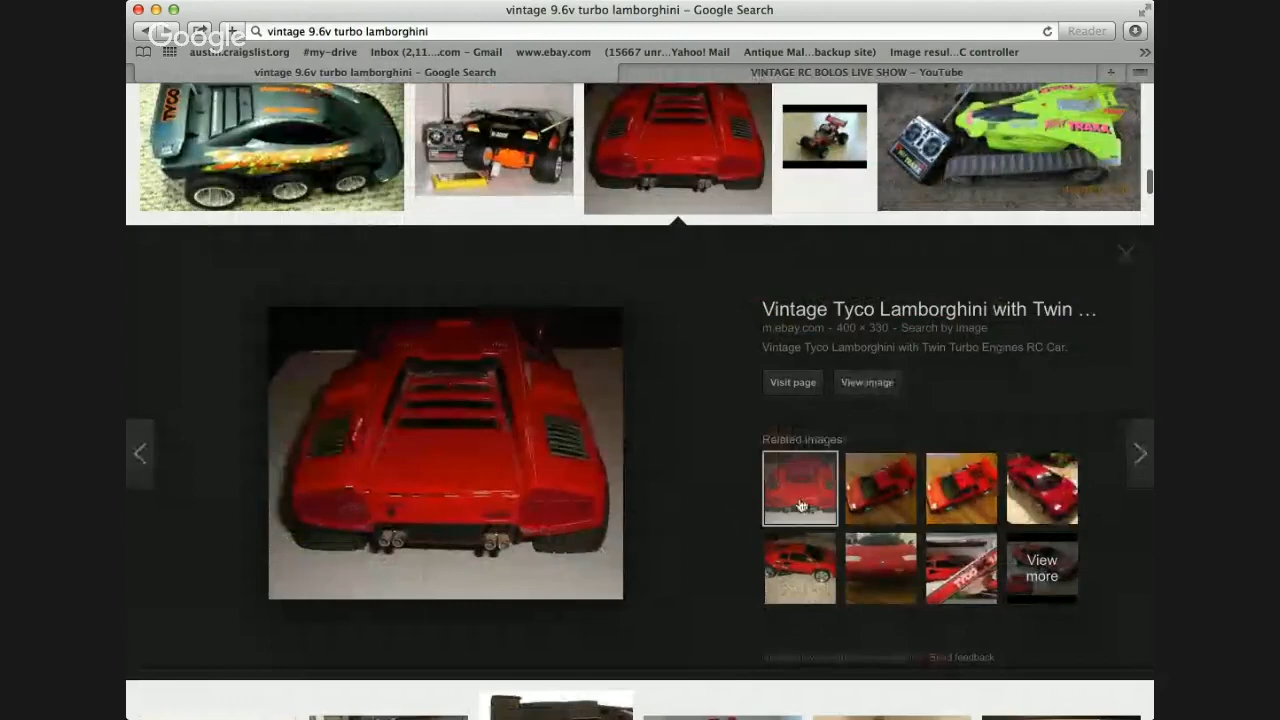 vintage 9.6v turbo lamborghini – Google Search
Google
vintage 9.6v turbo lamborghini
Reader
#my-drive
Inbox (2,11....com – Gmail
www.ebay.com
(15667 unr...Yahoo! Mail
Antique Mal...backup site)
Image resul...C controller
vintage 9.6v turbo lamborghini – Google Search
VINTAGE RC BOLOS LIVE SHOW – YouTube
TYCO
TRAXX
Vintage Tyco Lamborghini with Twin ...
m.ebay.com - 400 × 330 - Search by image
Vintage Tyco Lamborghini with Twin Turbo Engines RC Car.
Visit page
View image
Related images
TYCO
View
more
Send feedback